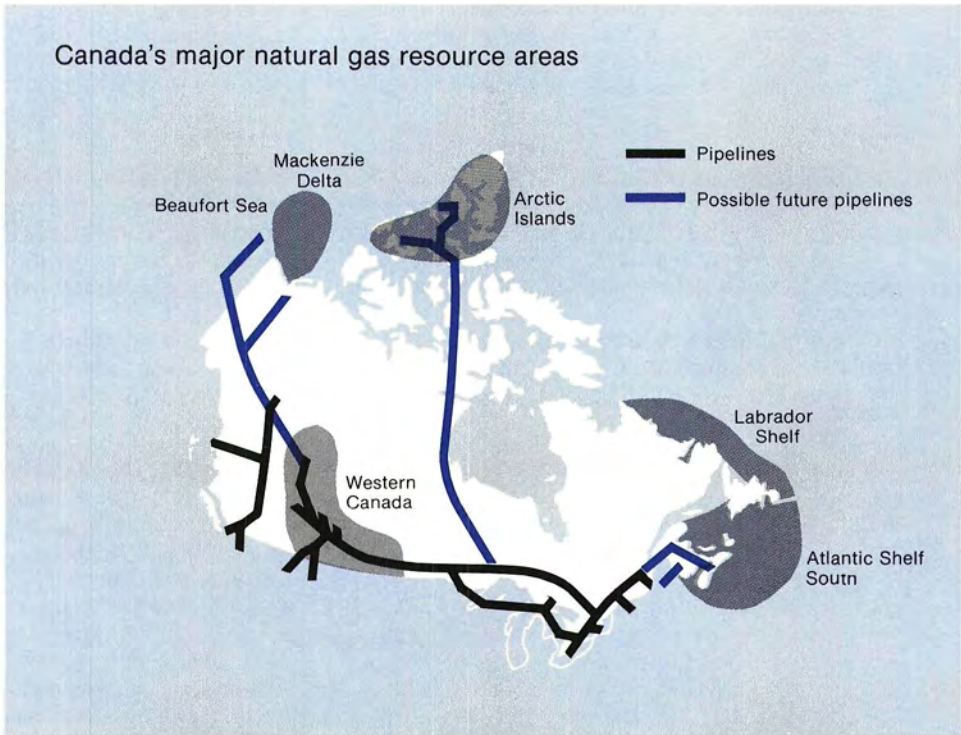 Canada's major natural gas resource areas
Mackenzie
Delta
Beaufort Sea
Arctic
Islands
Pipelines
Possible future pipelines
Labrador
Shelf
Western
Canada
Atlantic Shelf
Soutn